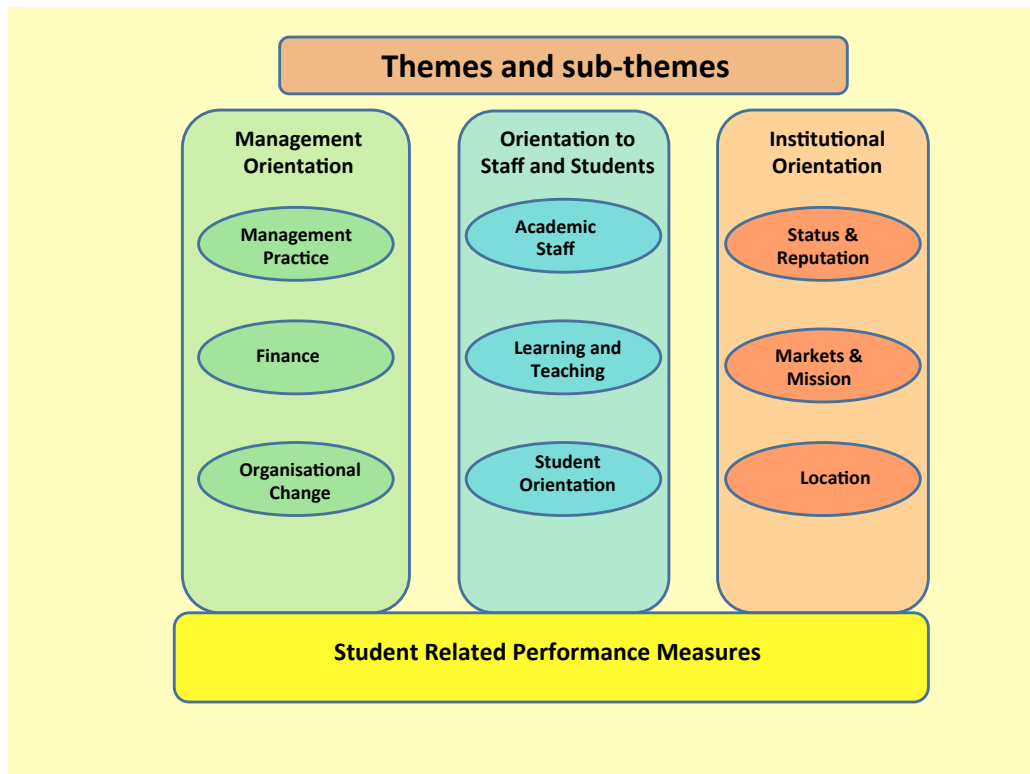 Themes and sub-themes
Management
Orientation
Management
Practice
Finance
Organisational
Change
Orientation to
Staff and Students
Academic
Staff
Learning and
Teaching
Student
Orientation
Institutional
Orientation
Status &
Reputation
Markets &
Mission
Location
Student Related Performance Measures